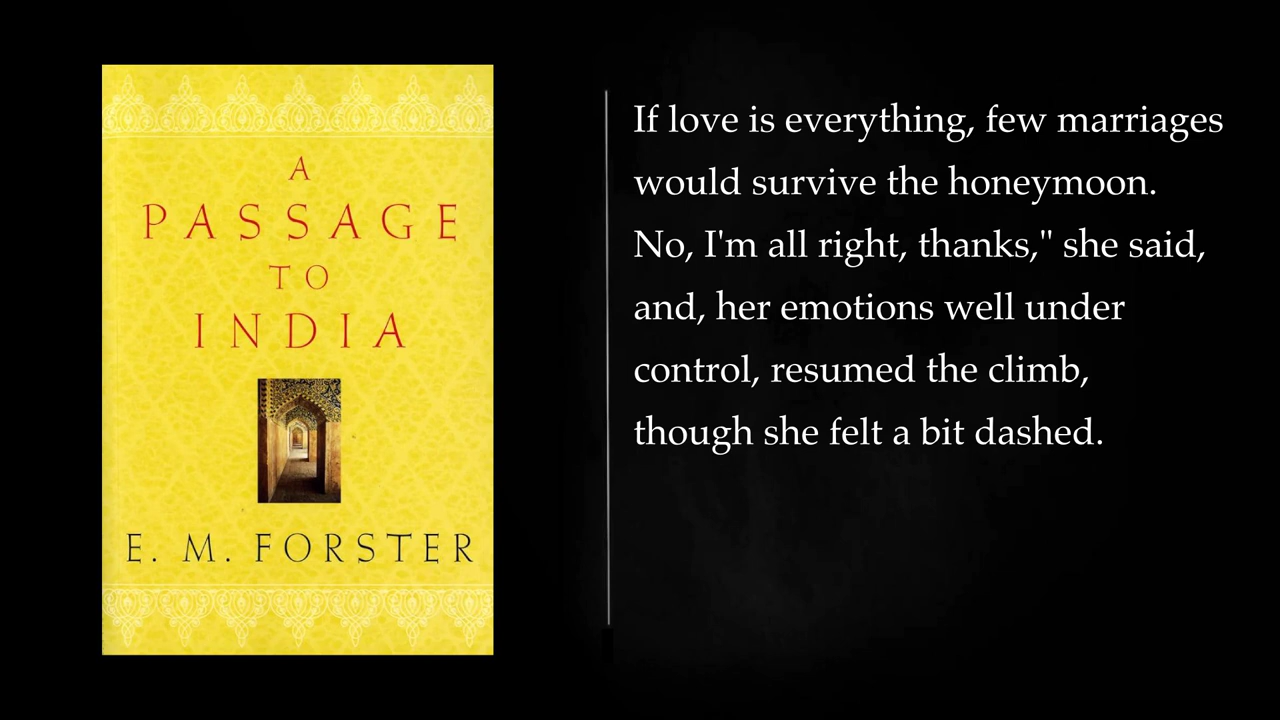 A
PASSAGE
TO
INDIA
E. M. FORSTER
If love is everything, few marriages
would survive the honeymoon.
No, I'm all right, thanks," she said,
and, her emotions well under
control, resumed the climb,
though she felt a bit dashed.